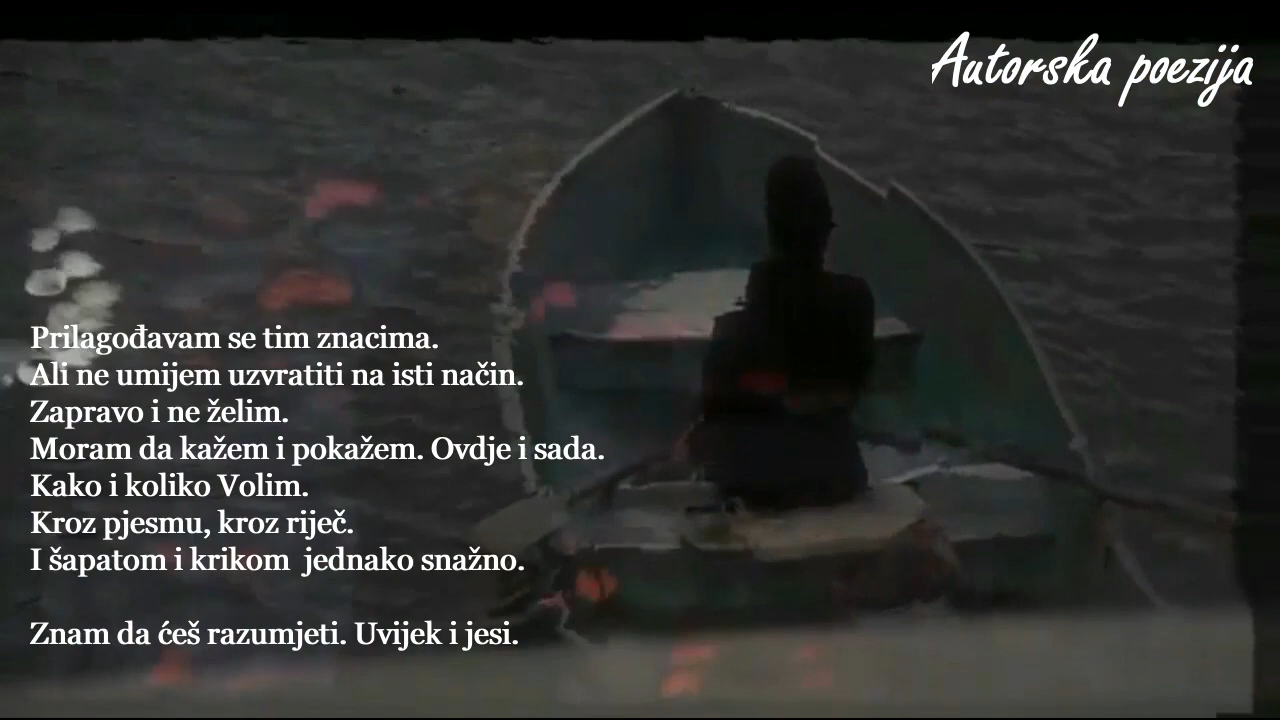 Autorska poezija
Prilagođavam se tim znacima.
Ali ne umijem uzvratiti na isti način.
Zapravo i ne želim.
Moram da kažem i pokažem. Ovdje i sada.
Kako i koliko Volim.
Kroz pjesmu, kroz riječ.
I šapatom i krikom  jednako snažno.
Znam da ćeš razumjeti. Uvijek i jesi.